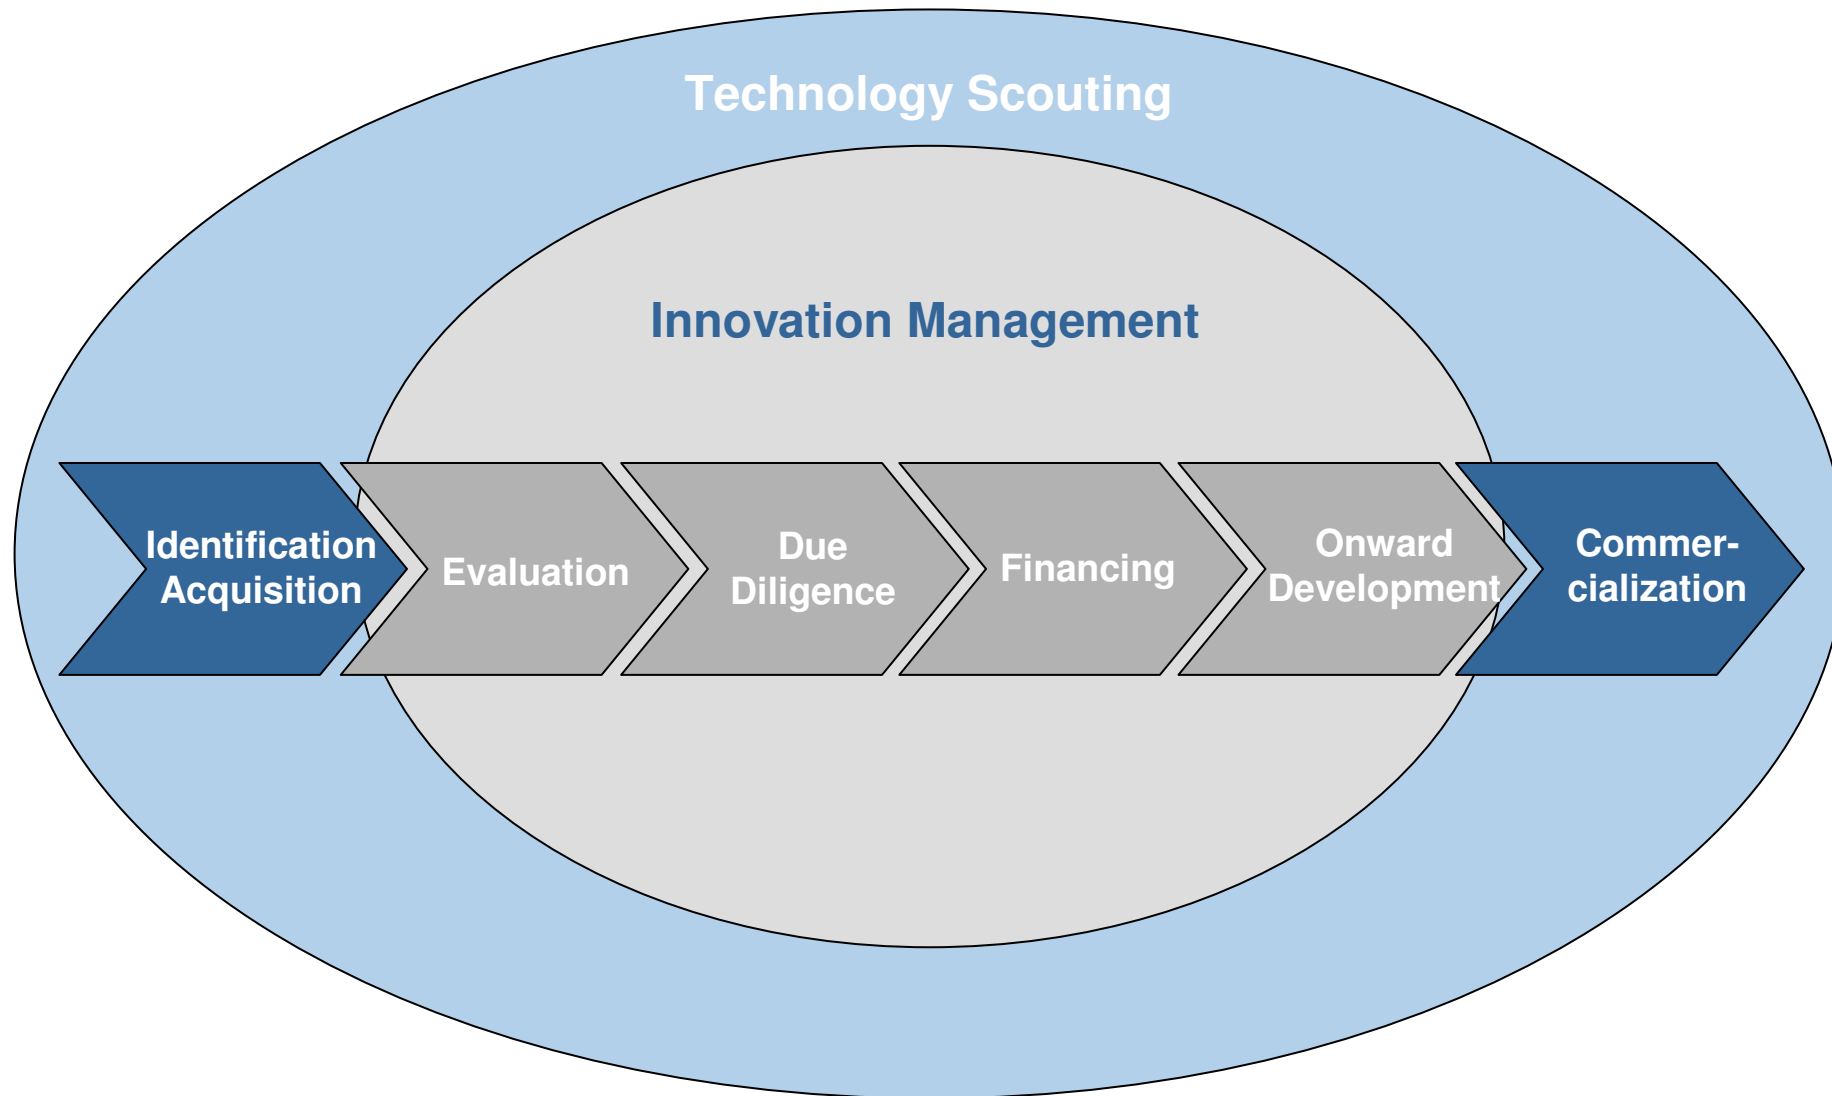 Technology Scouting
Innovation Management
Identification
Acquisition
Evaluation
Due
Diligence
Financing
Onward
Development
Commer-
cialization